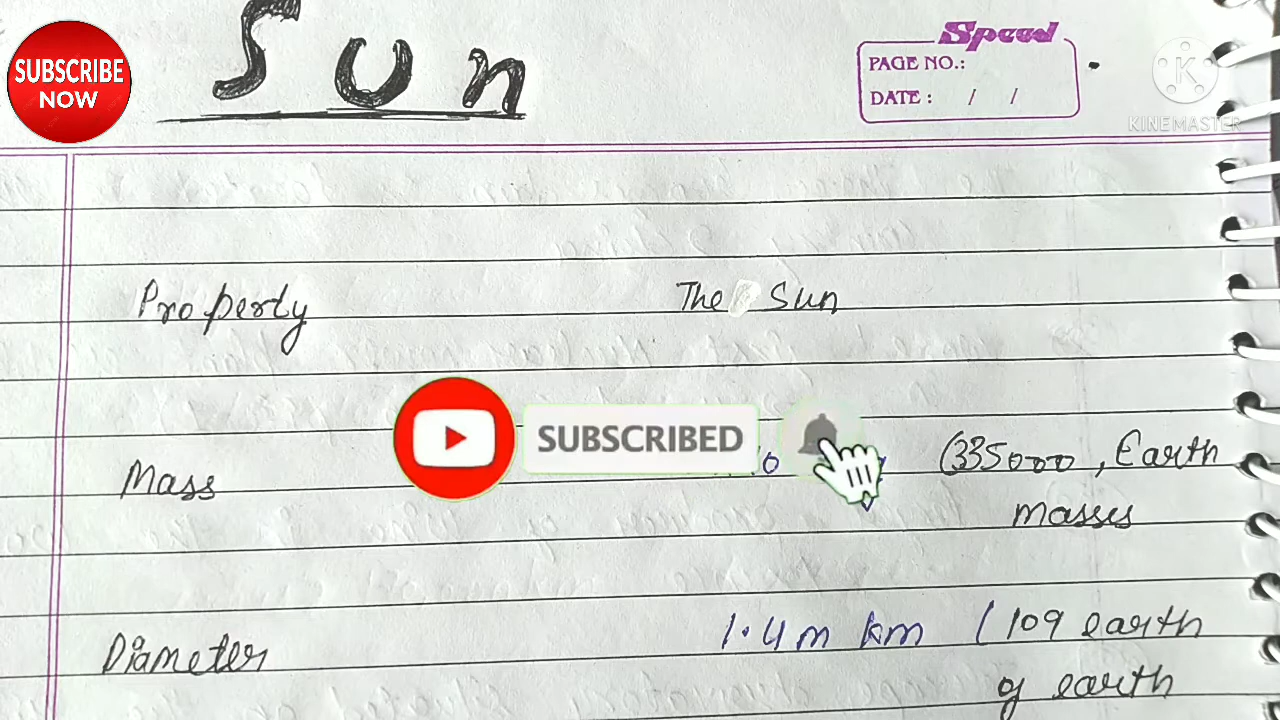 SUBSCRIBE
NOW
Sun
Speed
PAGE NO.:
DATE: / /
KINEMASTER
Property The Sun
SUBSCRIBED
Mass (335000, Earth
masses
Diameter 1.4m km (109 earth
of earth